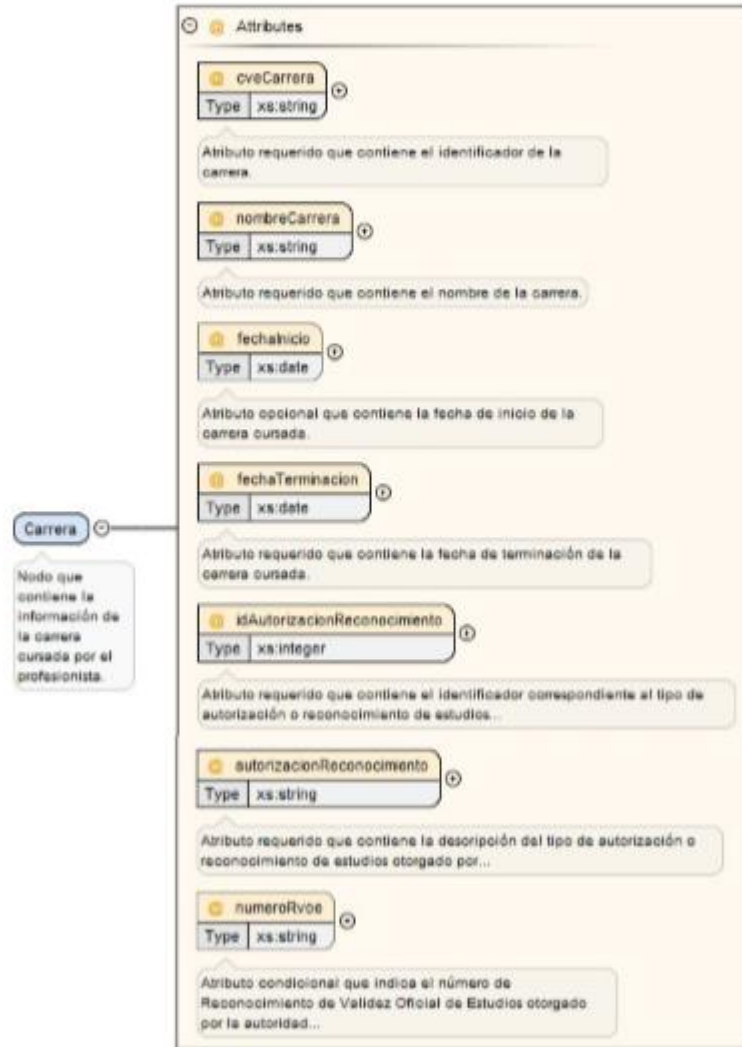 @ Attributes
@ cveCarrera
Type xs:string
Atributo requerido que contiene el identificador de la
carrera.
@ nombreCarrera
Type xs:string
Atributo requerido que contiene el nombre de la carrera.
@ fechaInicio
Type xs:date
Atributo opcional que contiene la fecha de inicio de la
carrera cursada.
@ fechaTerminacion
Type xs:date
Atributo requerido que contiene la fecha de terminación de la
carrera cursada.
Carrera
Nodo que
contiene la
información de
la carrera
cursada por el
profesionista.
@ idAutorizacionReconocimiento
Type xs:integer
Atributo requerido que contiene el identificador correspondiente al tipo de
autorización o reconocimiento de estudios...
@ autorizacionReconocimiento
Type xs:string
Atributo requerido que contiene la descripción del tipo de autorización o
reconocimiento de estudios otorgado por...
@ numeroRvoe
Type xs:string
Atributo condicional que indica el número de
Reconocimiento de Validez Oficial de Estudios otorgado
por la autoridad...